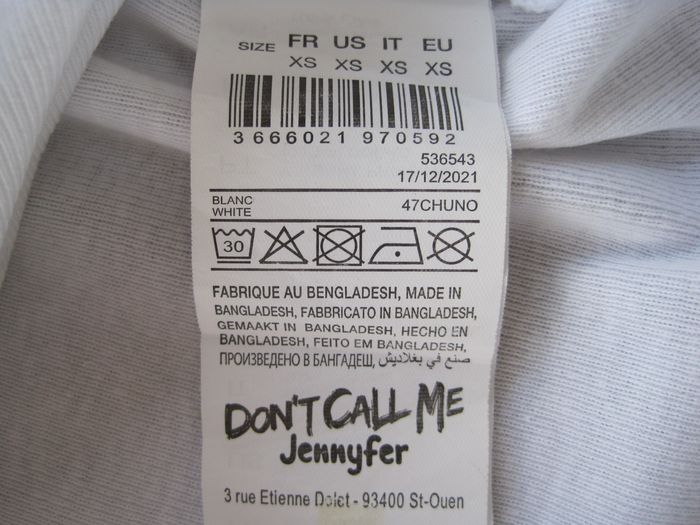 SIZE FR US IT EU
XS XS XS XS
3 666021 970592
536543
17/12/2021
BLANC
WHITE 47CHUNO
30
FABRIQUE AU BENGLADESH, MADE IN
BANGLADESH, FABBRICATO IN BANGLADESH,
GEMAAKT IN BANGLADESH, HECHO EN
BANGLADESH, FEITO EM BANGLADESH,
ПРОИЗВЕДЕНО В БАНГАДЕШ, صنع في بغلاديش
DON'T CALL ME
Jennyfer
3 rue Etienne Dolet - 93400 St-Ouen